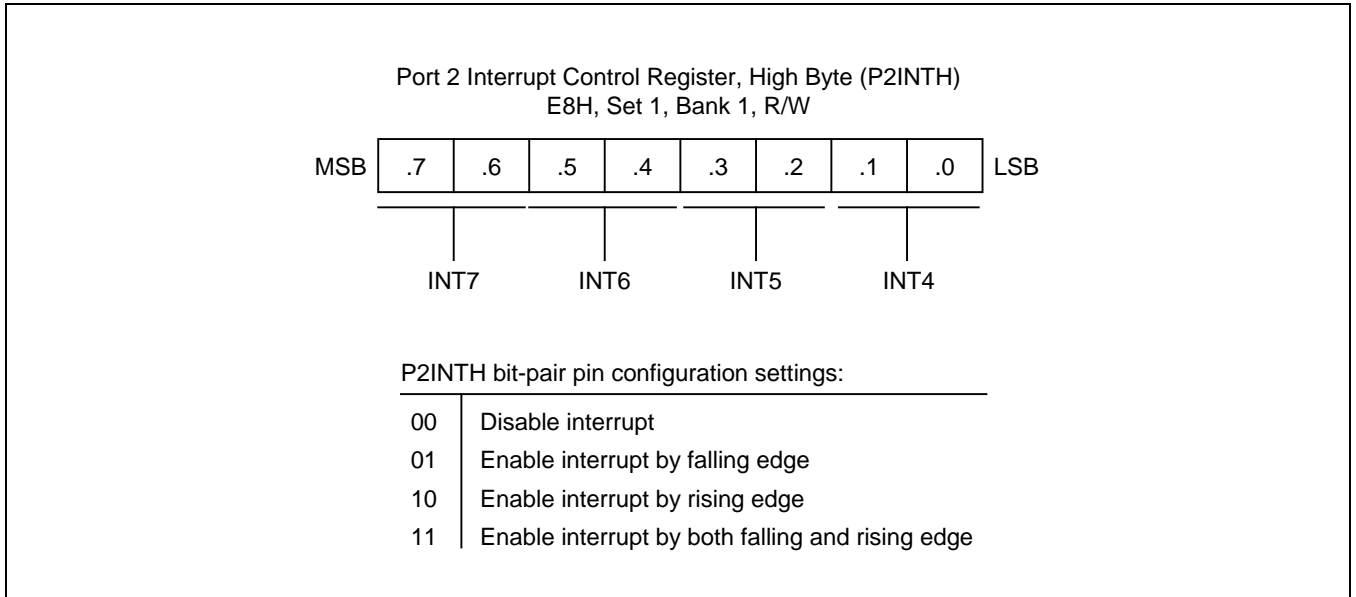 Port 2 Interrupt Control Register, High Byte (P2INTH)
E8H, Set 1, Bank 1, R/W
MSB .7 .6 .5 .4 .3 .2 .1 .0 LSB
INT7 INT6 INT5 INT4
P2INTH bit-pair pin configuration settings:
00 Disable interrupt
01 Enable interrupt by falling edge
10 Enable interrupt by rising edge
11 Enable interrupt by both falling and rising edge